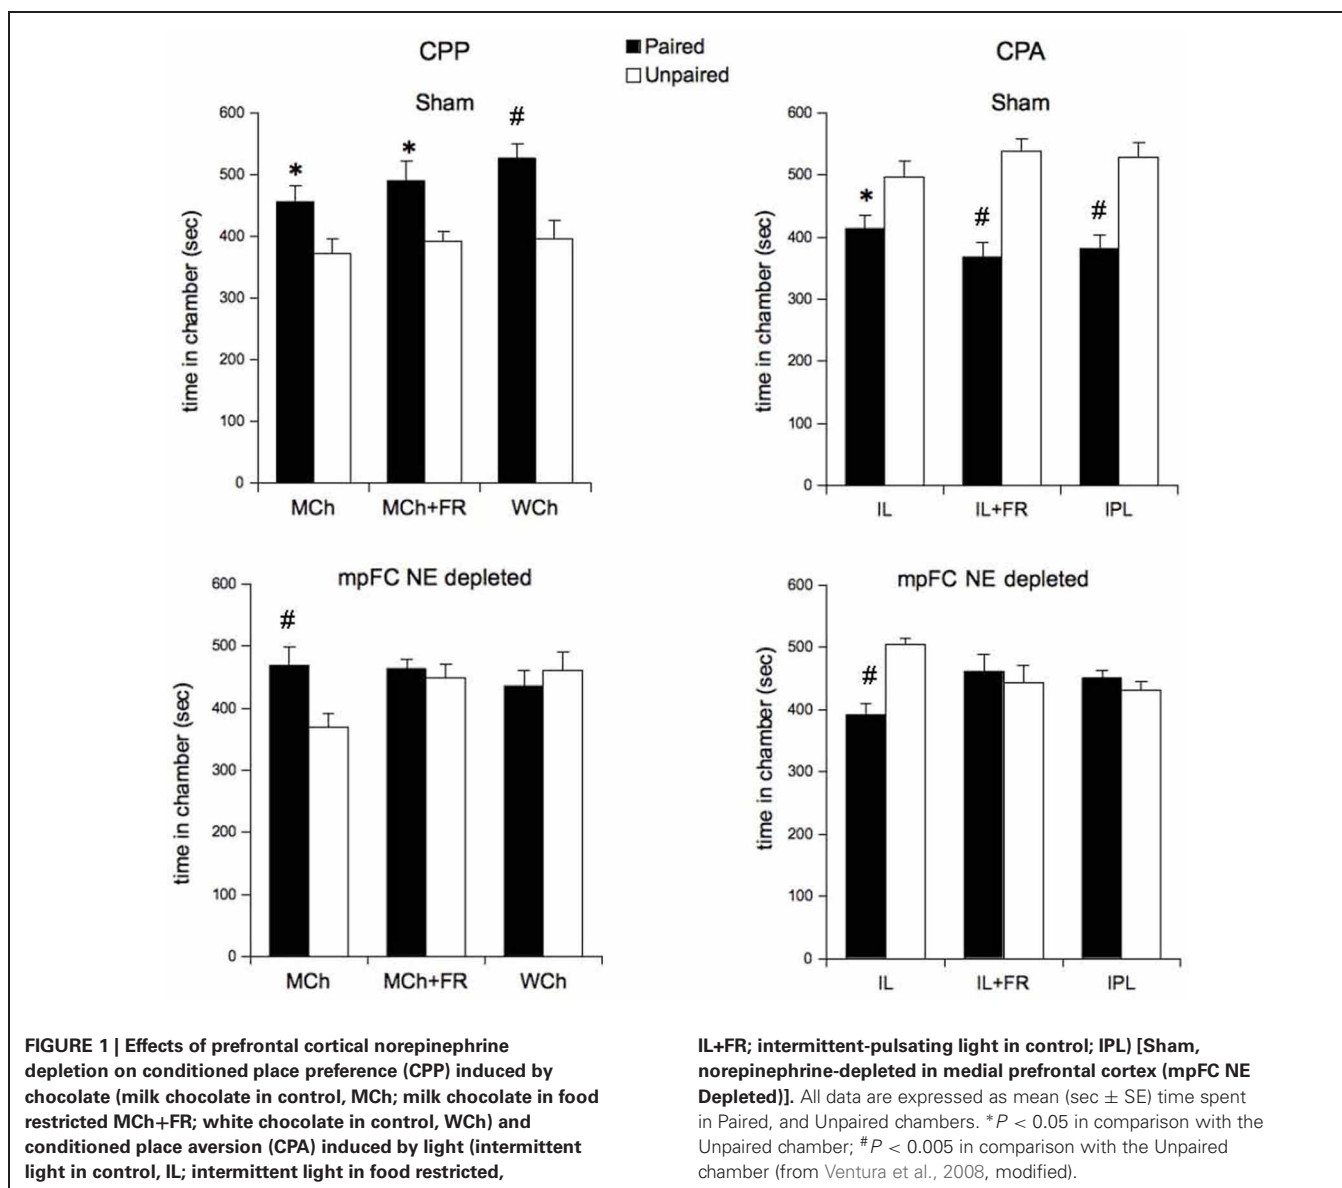 CPP
Paired
Unpaired
CPA
Sham
600
500
400
300
200
100
0
time in chamber (sec)
*
*
#
MCh
MCh+FR
WCh
Sham
600
500
400
300
200
100
0
time in chamber (sec)
*
#
#
IL
IL+FR
IPL
mpFC NE depleted
600
500
400
300
200
100
0
time in chamber (sec)
#
MCh
MCh+FR
WCh
mpFC NE depleted
600
500
400
300
200
100
0
time in chamber (sec)
#
IL
IL+FR
IPL
FIGURE 1 | Effects of prefrontal cortical norepinephrine
depletion on conditioned place preference (CPP) induced by
chocolate (milk chocolate in control, MCh; milk chocolate in food
restricted MCh+FR; white chocolate in control, WCh) and
conditioned place aversion (CPA) induced by light (intermittent
light in control, IL; intermittent light in food restricted,
IL+FR; intermittent-pulsating light in control; IPL) [Sham,
norepinephrine-depleted in medial prefrontal cortex (mpFC NE
Depleted)]. All data are expressed as mean (sec ± SE) time spent
in Paired, and Unpaired chambers. *P < 0.05 in comparison with the
Unpaired chamber; #P < 0.005 in comparison with the Unpaired
chamber (from Ventura et al., 2008, modified).